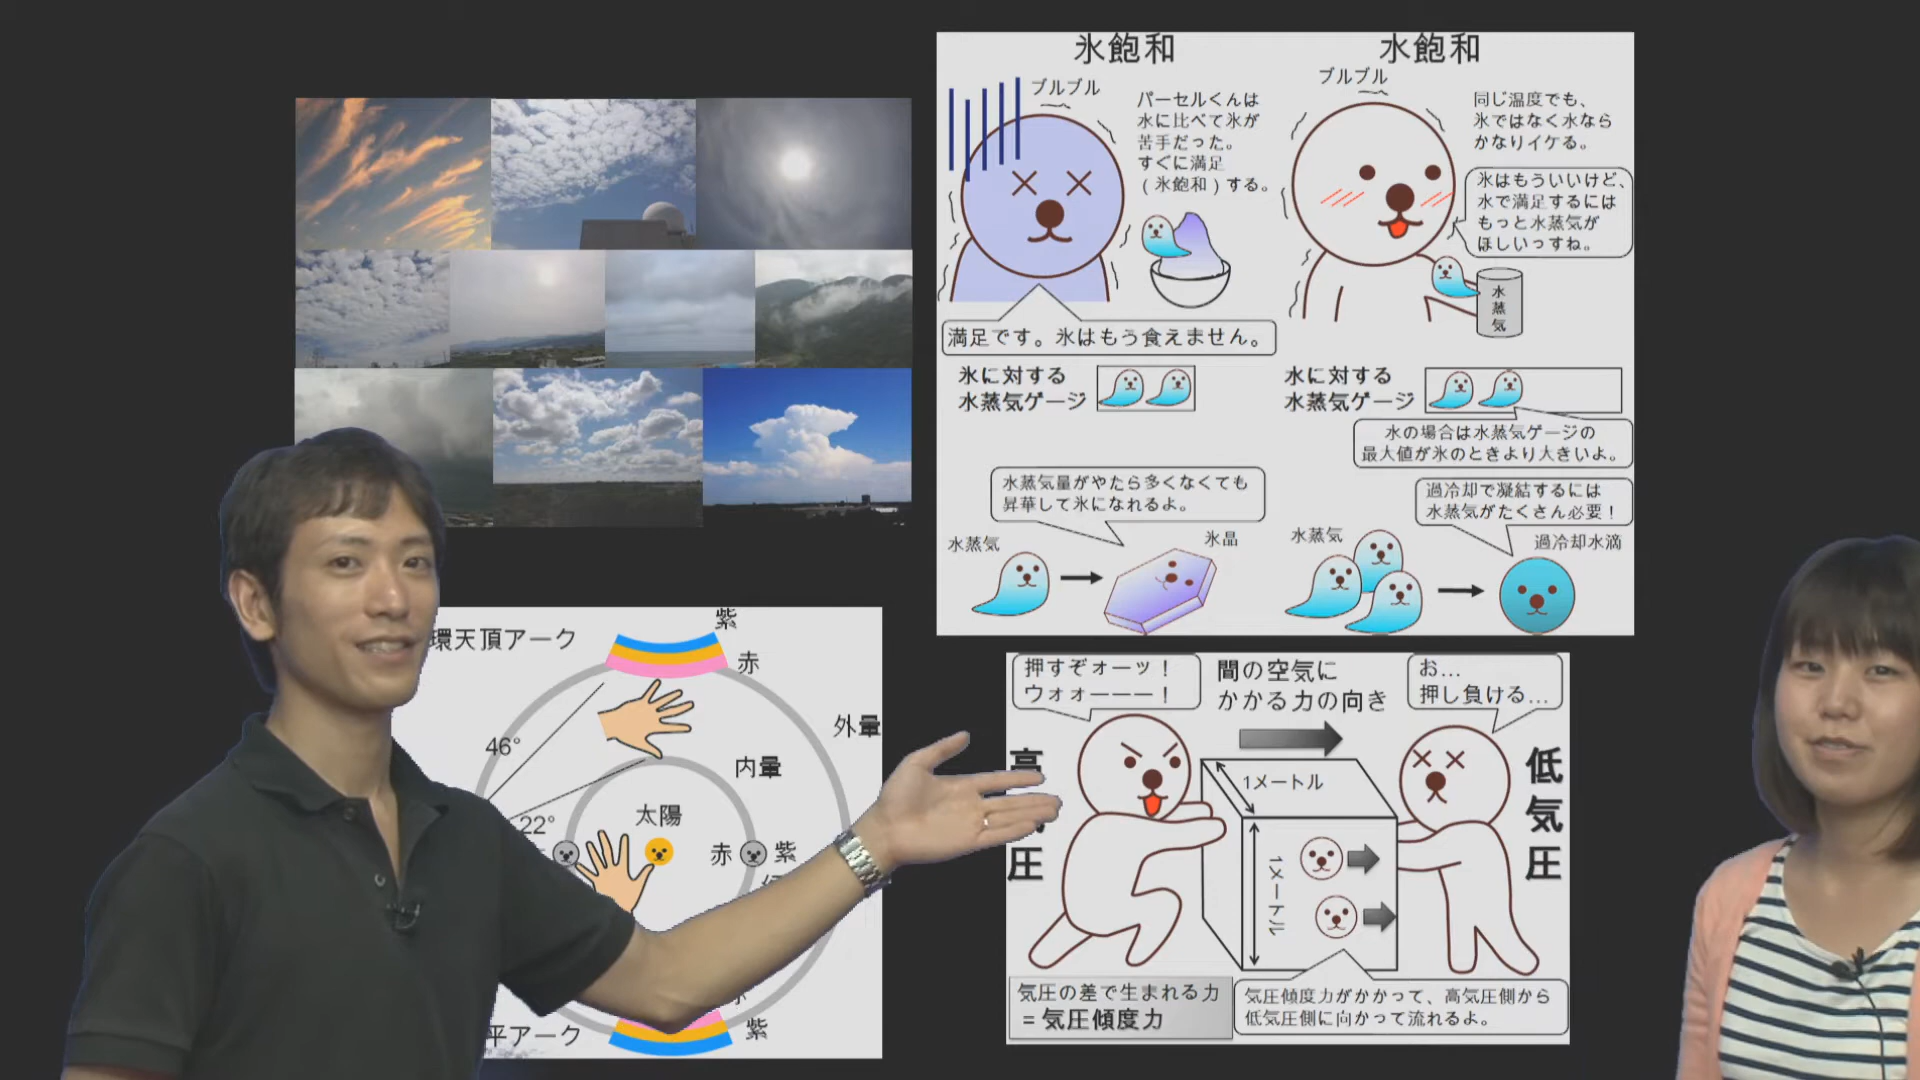 氷飽和
ブルブル
パーセルくんは
水に比べて氷が
苦手だった。
すぐに満足
（氷飽和）する。
満足です。氷はもう食えません。
氷に対する
水蒸気ゲージ
水蒸気量がやたら多くなくても
昇華して氷になれるよ。
水蒸気
氷晶
水飽和
ブルブル
同じ温度でも、
氷ではなく水なら
かなりイケる。
氷はもういいけど、
水で満足するには
もっと水蒸気が
ほしいっすね。
水蒸気
水に対する
水蒸気ゲージ
水の場合は水蒸気ゲージの
最大値が氷のときより大きいよ。
過冷却で凝結するには
水蒸気がたくさん必要！
水蒸気
過冷却水滴
環天頂アーク
紫
赤
46°
外暈
内暈
22°
太陽
赤
紫
平アーク
紫
押すぞォーッ！
ウォォーーー！
間の空気に
かかる力の向き
お…
押し負ける…
高
圧
1メートル
1メートル
低気圧
気圧の差で生まれる力
= 気圧傾度力
気圧傾度力がかかって、高気圧側から
低気圧側に向かって流れるよ。